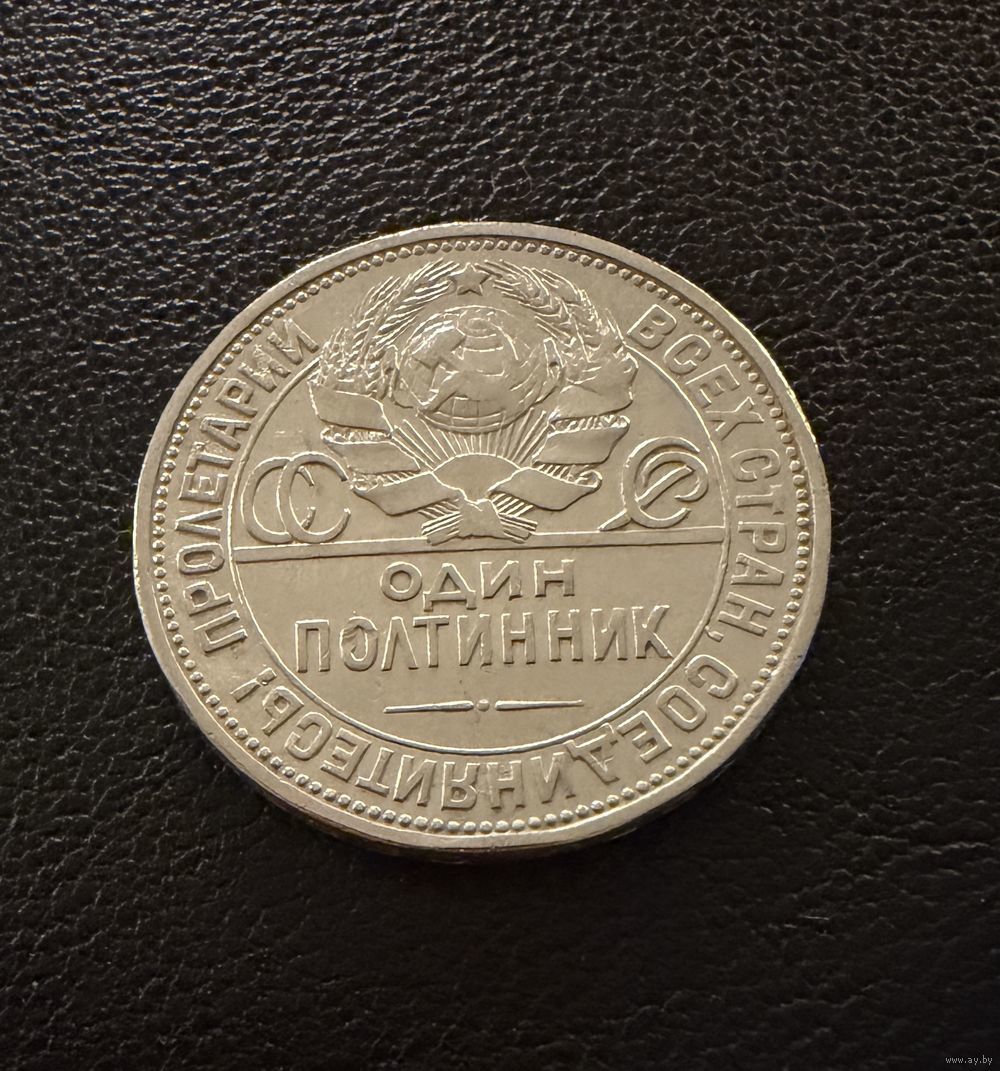 ПРОЛЕТАРИИ ВСЕХ СТРАН, СОЕДИНЯЙТЕСЬ!
СС СР
ОДИН
ПОЛТИННИК
www.ay.by